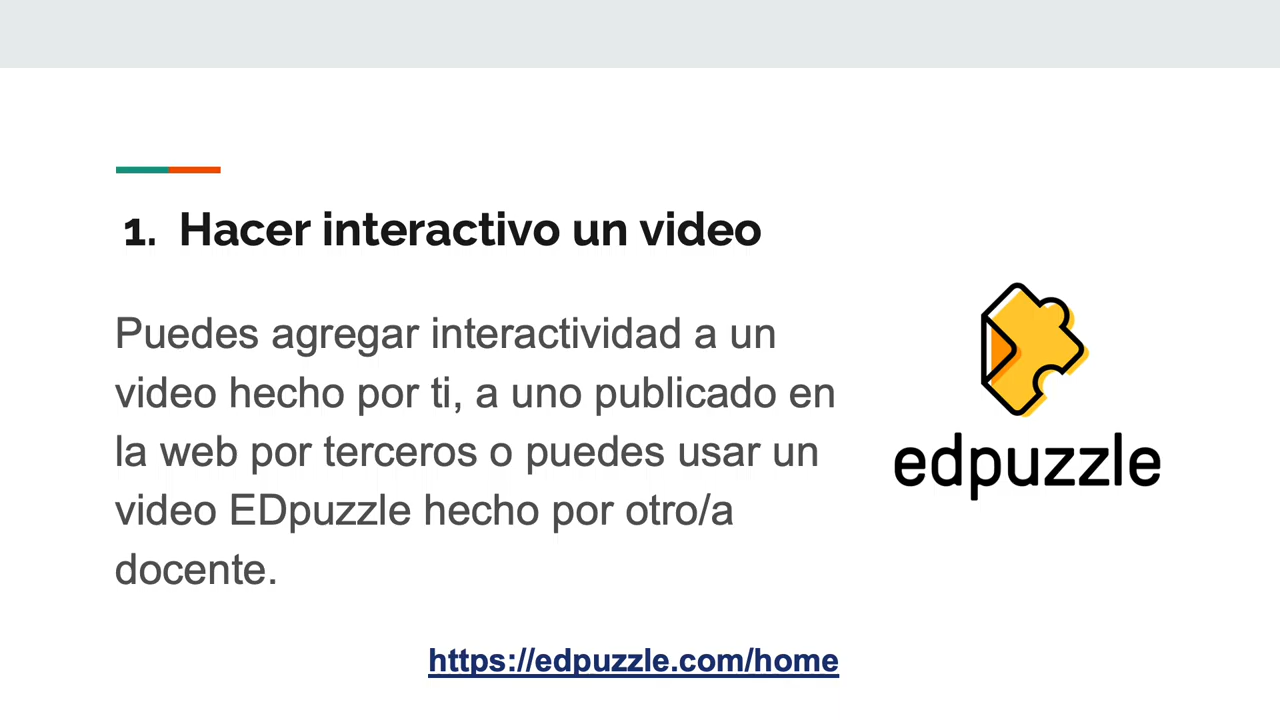 1. Hacer interactivo un video
Puedes agregar interactividad a un
video hecho por ti, a uno publicado en
la web por terceros o puedes usar un
video EDpuzzle hecho por otro/a
docente.
edpuzzle
https://edpuzzle.com/home